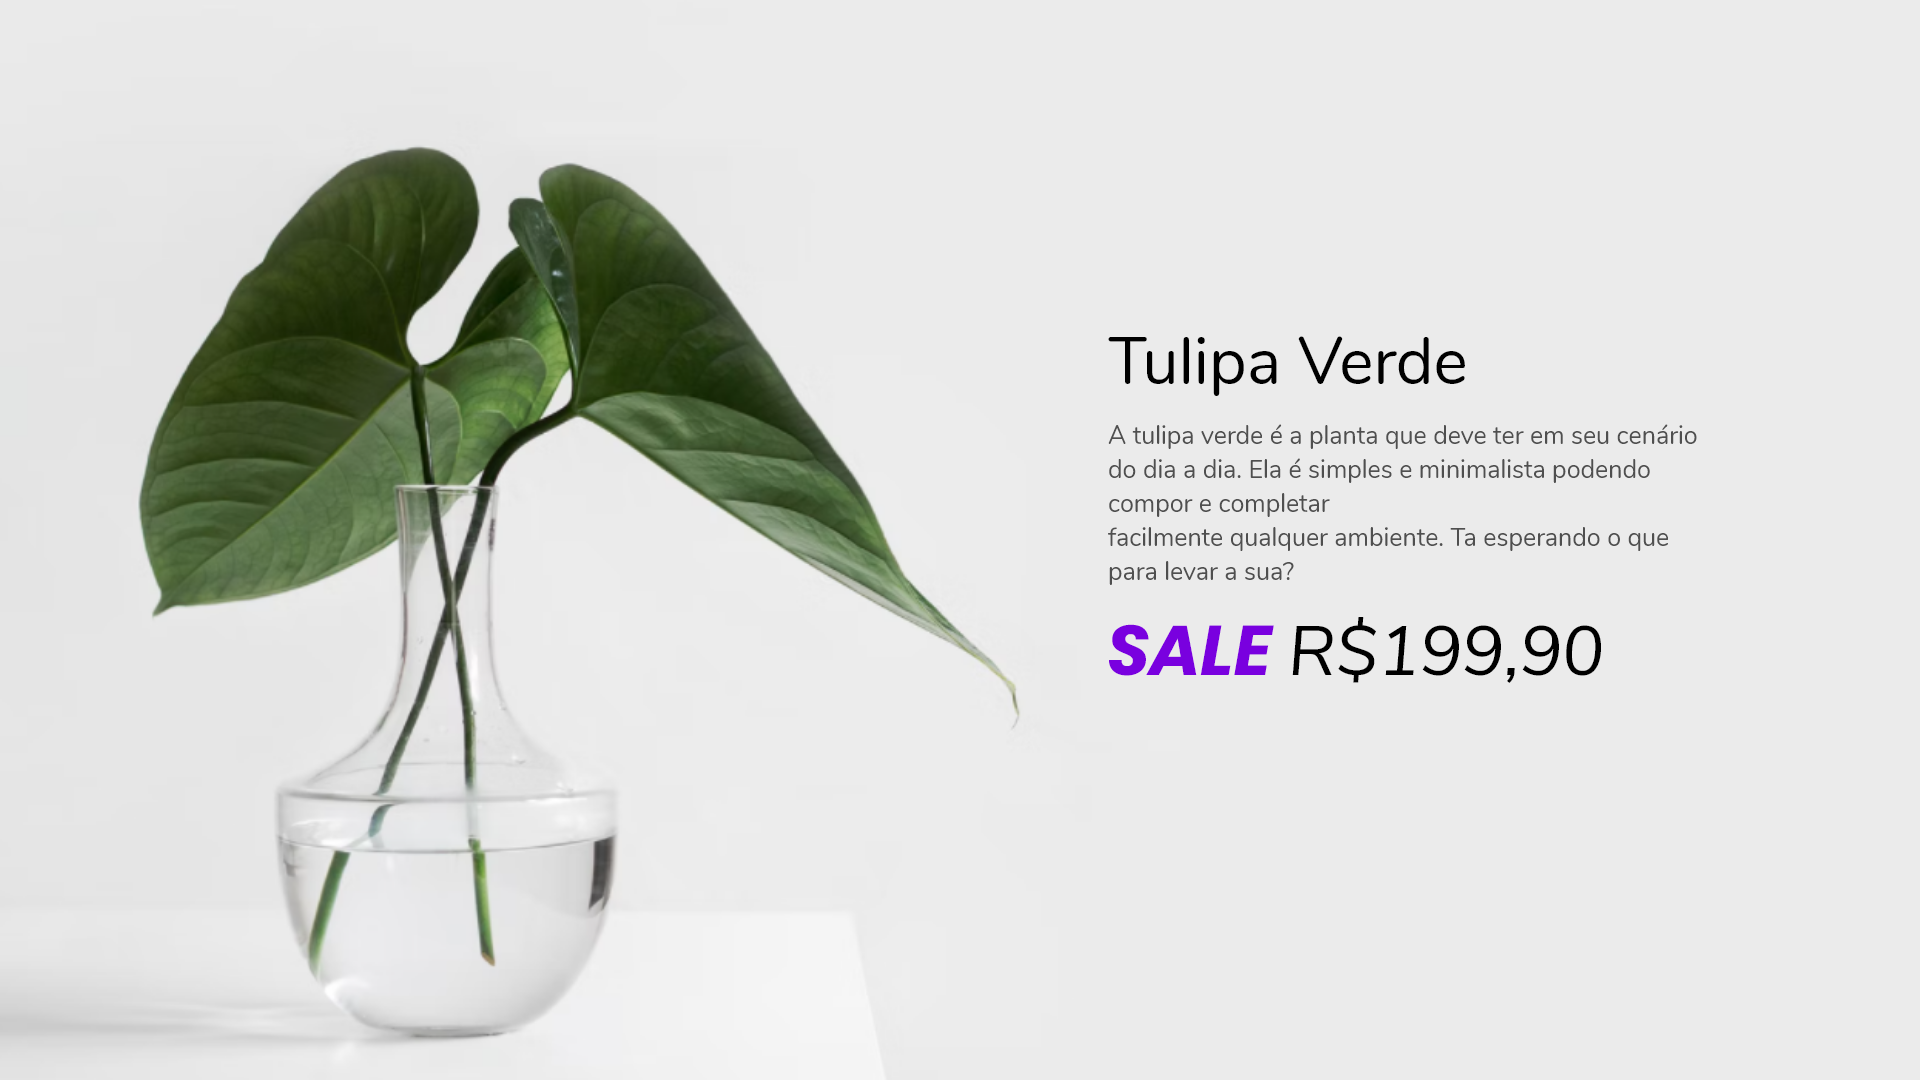 Tulipa Verde
A tulipa verde é a planta que deve ter em seu cenário
do dia a dia. Ela é simples e minimalista podendo
compor e completar
facilmente qualquer ambiente. Ta esperando o que
para levar a sua?
SALE R$199,90